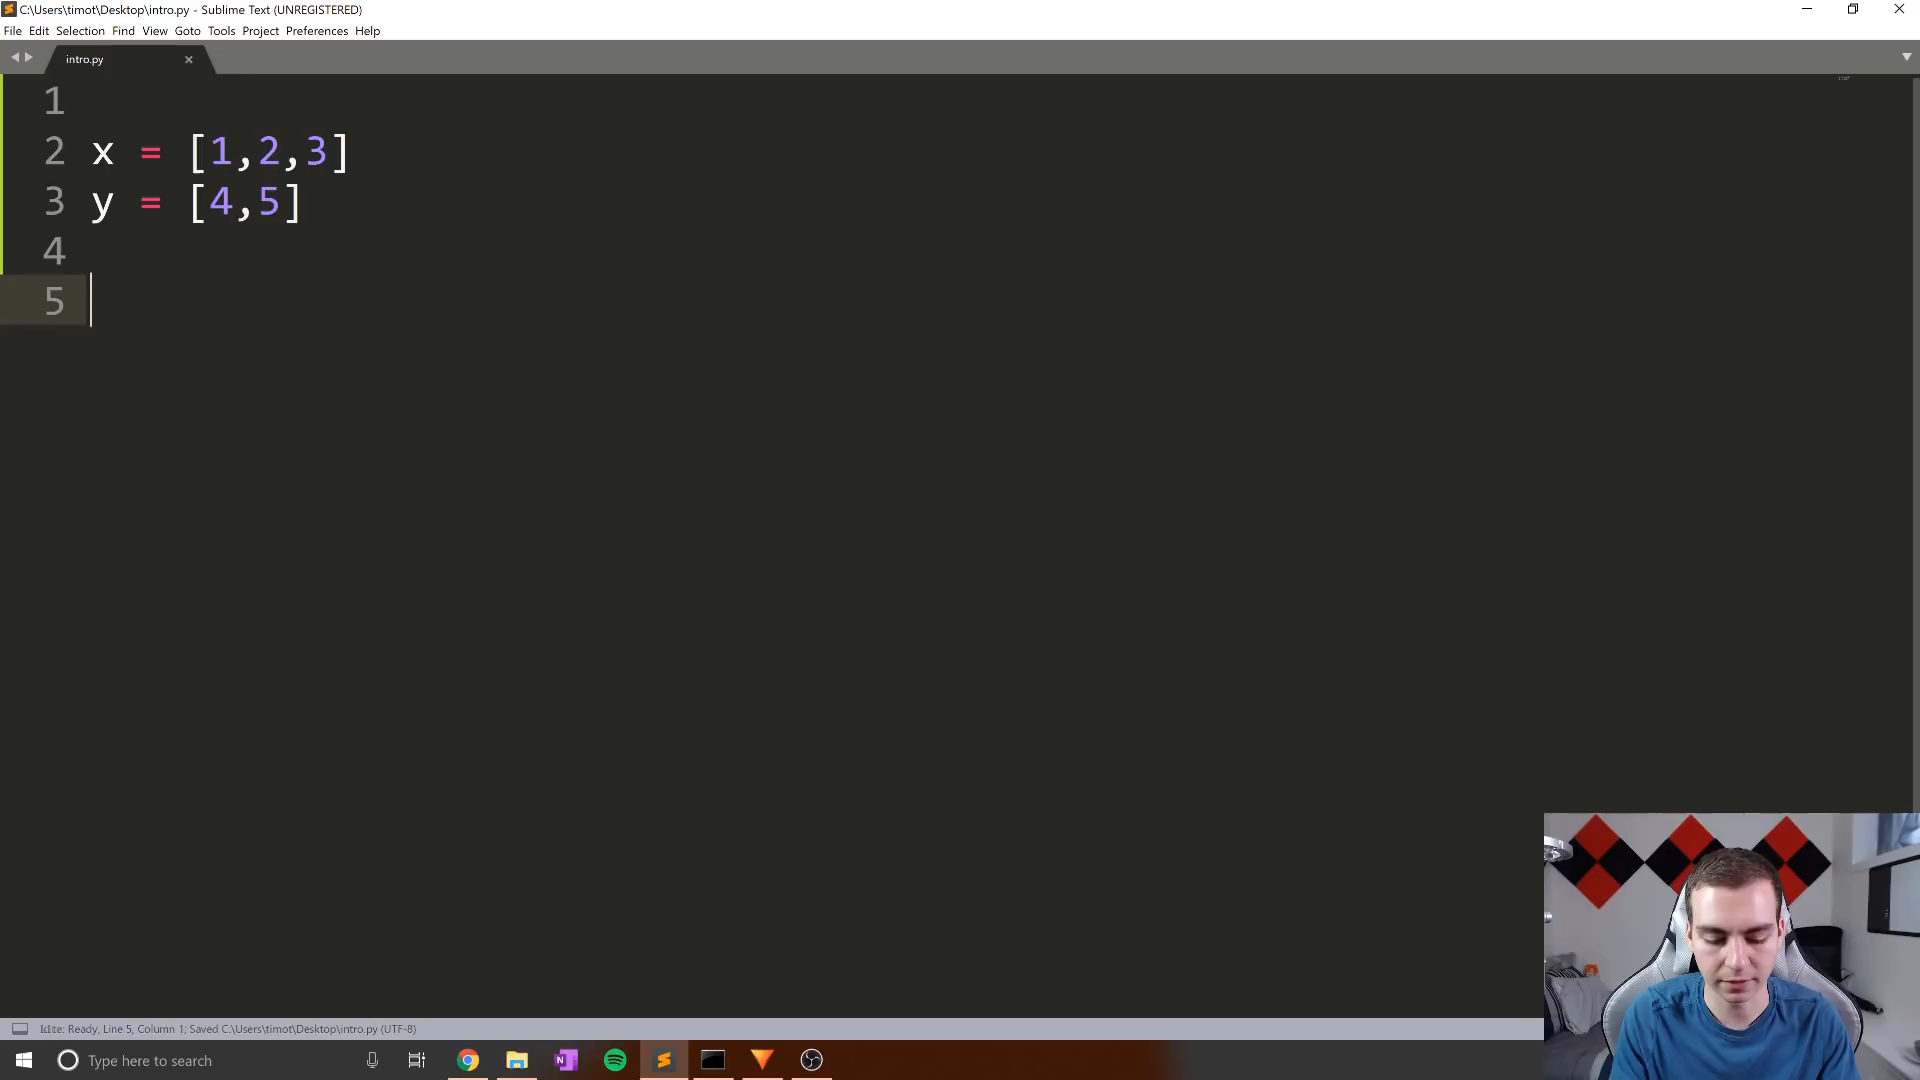 C:\Users\timot\Desktop\intro.py - Sublime Text (UNREGISTERED)
File Edit Selection Find View Goto Tools Project Preferences Help
intro.py
1
2 x = [1,2,3]
3 y = [4,5]
4
5
kite: Ready, Line 5, Column 1; Saved C:\Users\timot\Desktop\intro.py (UTF-8)
Type here to search